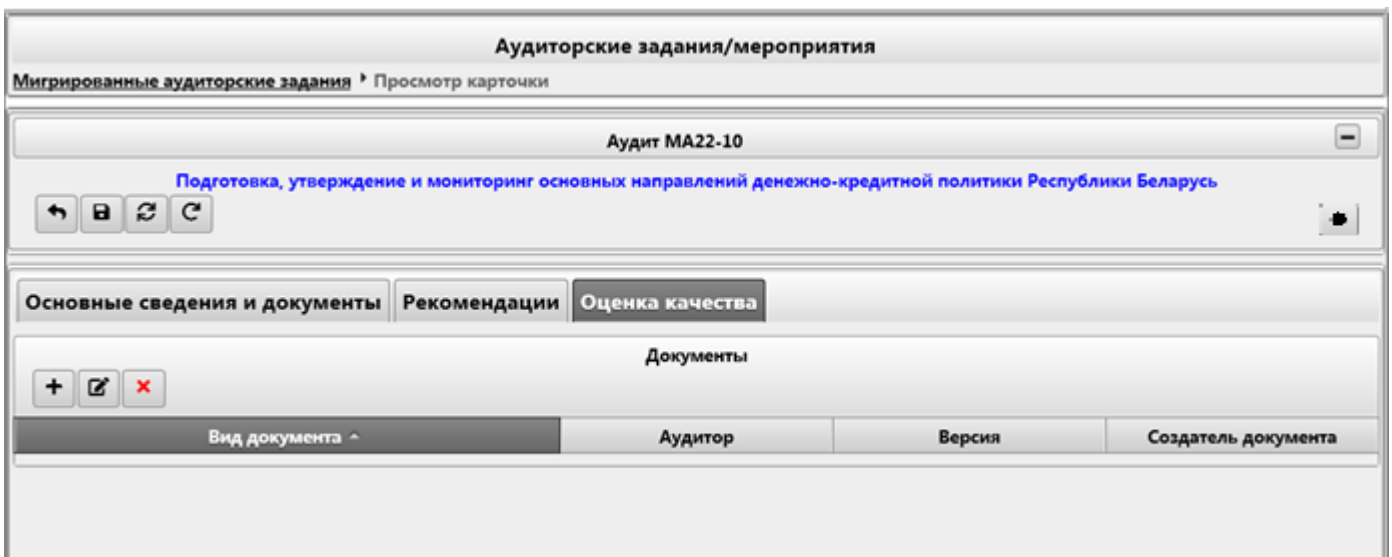 Аудиторские задания/мероприятия
Мигрированные аудиторские задания Просмотр карточки
Аудит МА22-10
Подготовка, утверждение и мониторинг основных направлений денежно-кредитной политики Республики Беларусь
Основные сведения и документы Рекомендации Оценка качества
Документы
Вид документа Аудитор Версия Создатель документа